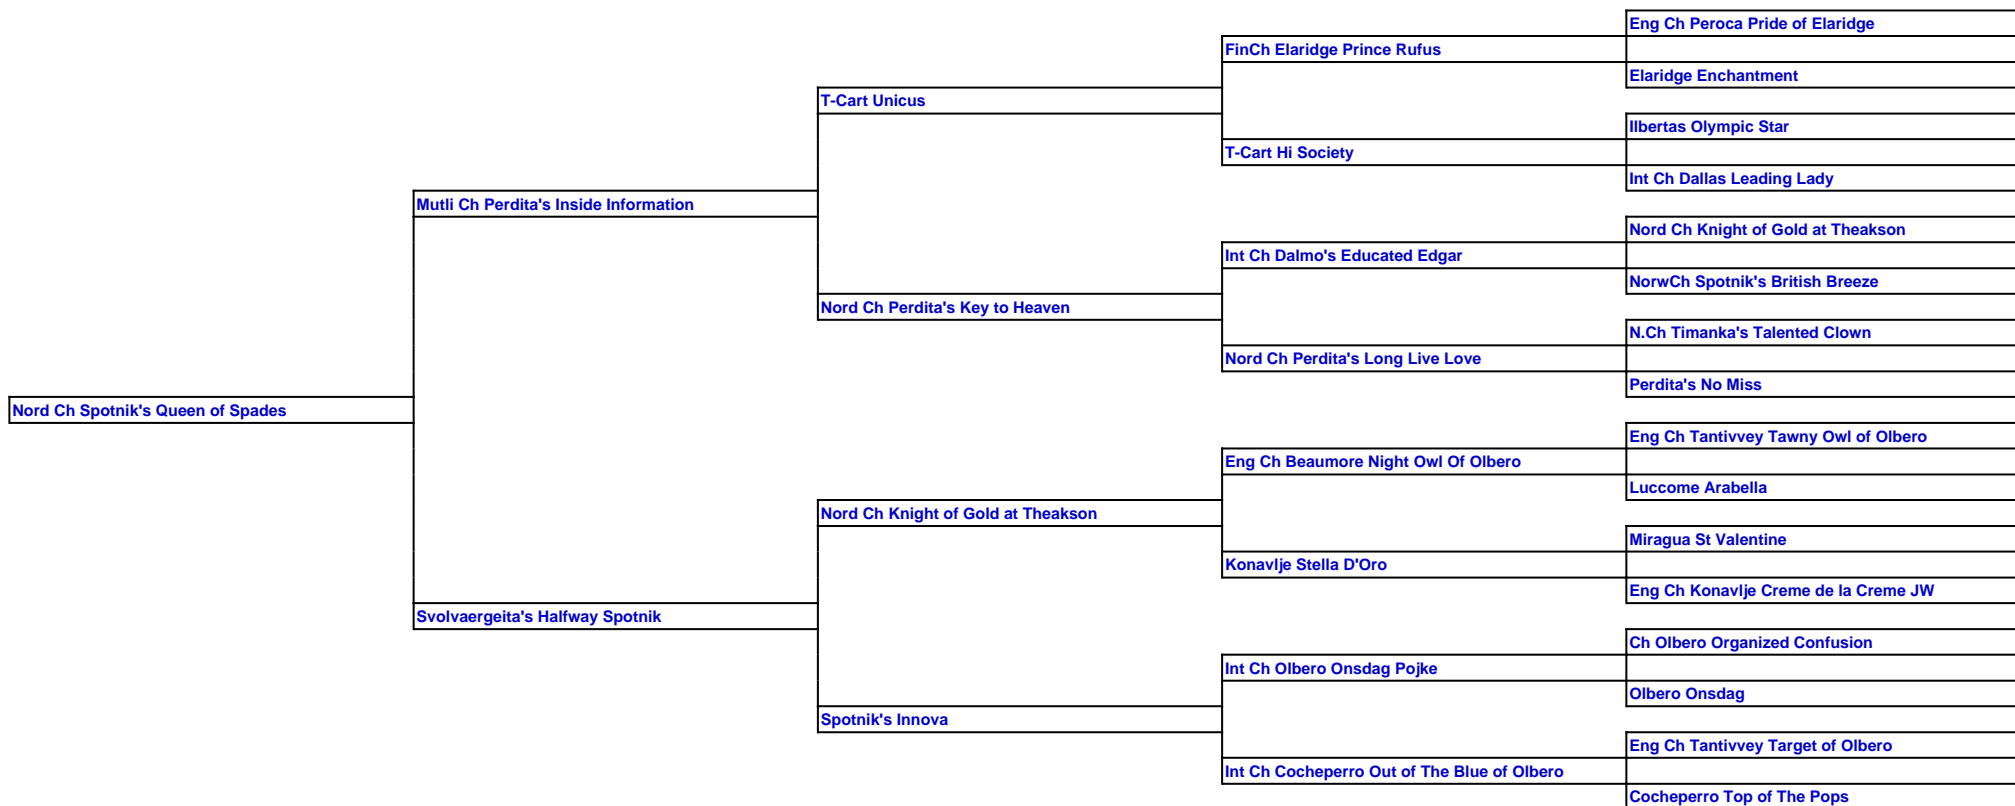 Eng Ch Peroca Pride of Elaridge
FinCh Elaridge Prince Rufus
Elaridge Enchantment
T-Cart Unicus
Ilbertas Olympic Star
T-Cart Hi Society
Int Ch Dallas Leading Lady
Mutli Ch Perdita's Inside Information
Nord Ch Knight of Gold at Theakson
Int Ch Dalmo's Educated Edgar
NorwCh Spotnik's British Breeze
Nord Ch Perdita's Key to Heaven
N.Ch Timanka's Talented Clown
Nord Ch Perdita's Long Live Love
Perdita's No Miss
Nord Ch Spotnik's Queen of Spades
Eng Ch Tantivvey Tawny Owl of Olbero
Eng Ch Beaumore Night Owl Of Olbero
Luccome Arabella
Nord Ch Knight of Gold at Theakson
Miragua St Valentine
Konavlje Stella D'Oro
Eng Ch Konavlje Creme de la Creme JW
Svolvaergeita's Halfway Spotnik
Ch Olbero Organized Confusion
Int Ch Olbero Onsdag Pojke
Olbero Onsdag
Spotnik's Innova
Eng Ch Tantivvey Target of Olbero
Int Ch Cocheperro Out of The Blue of Olbero
Cocheperro Top of The Pops